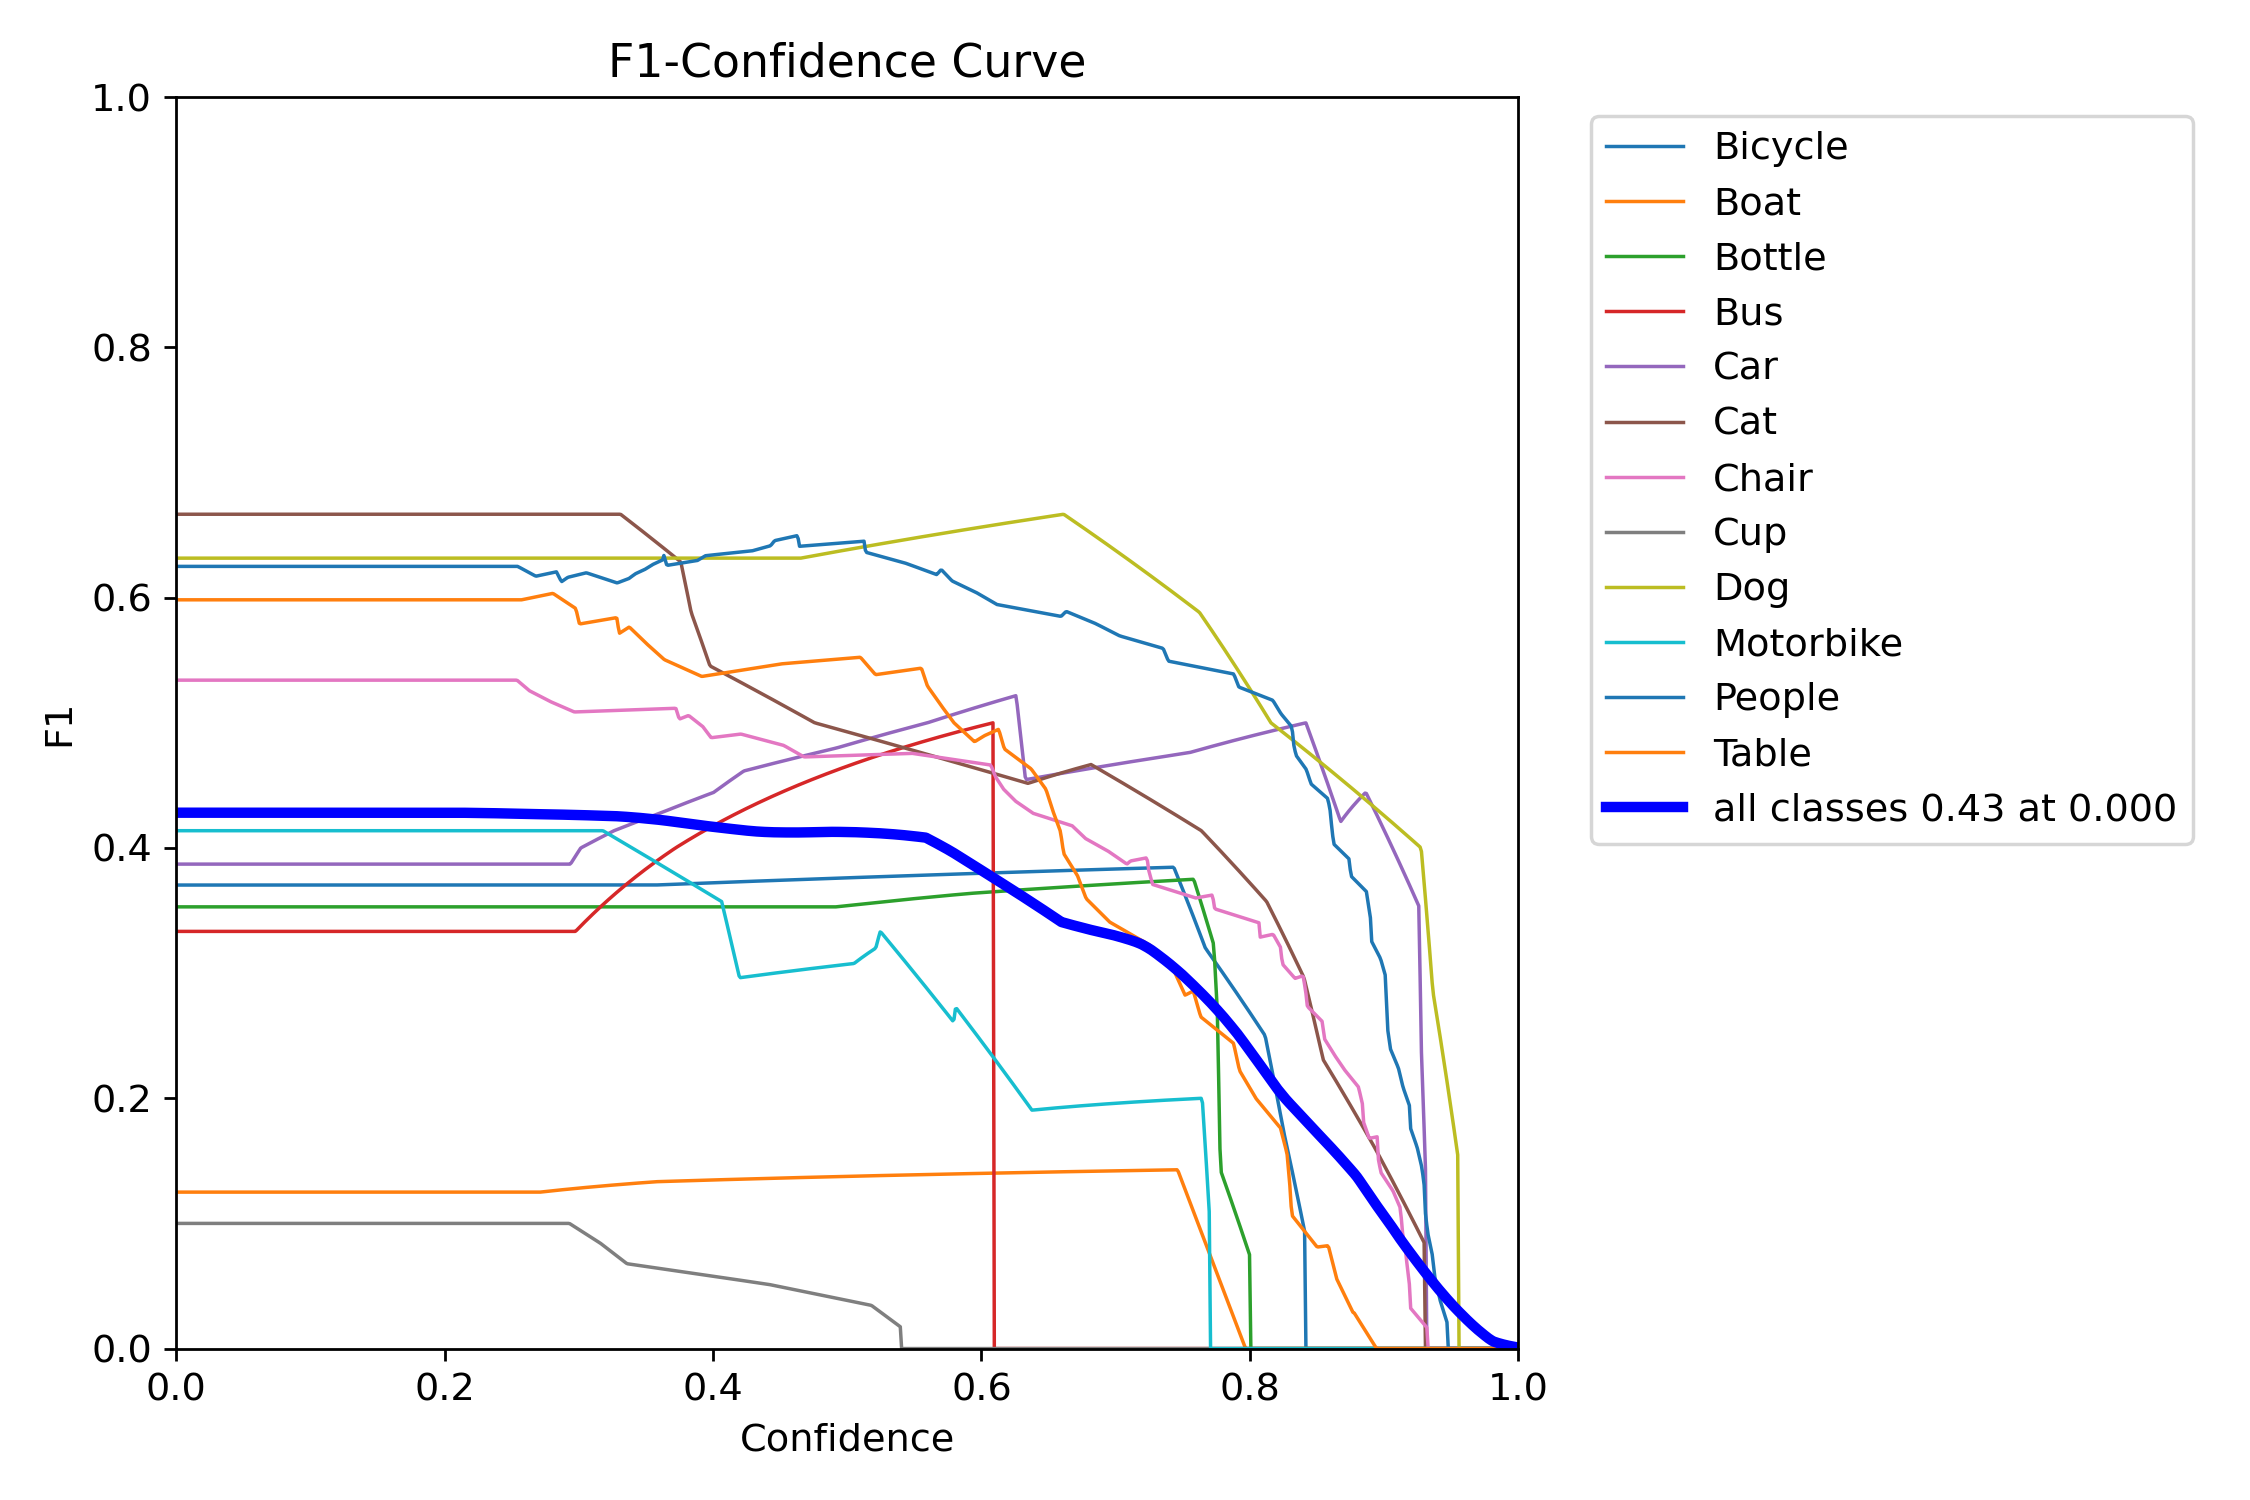 F1-Confidence Curve
1.0
0.8
0.6
0.4
0.2
0.0
F1
0.0 0.2 0.4 0.6 0.8 1.0
Confidence
Bicycle
Boat
Bottle
Bus
Car
Cat
Chair
Cup
Dog
Motorbike
People
Table
all classes 0.43 at 0.000